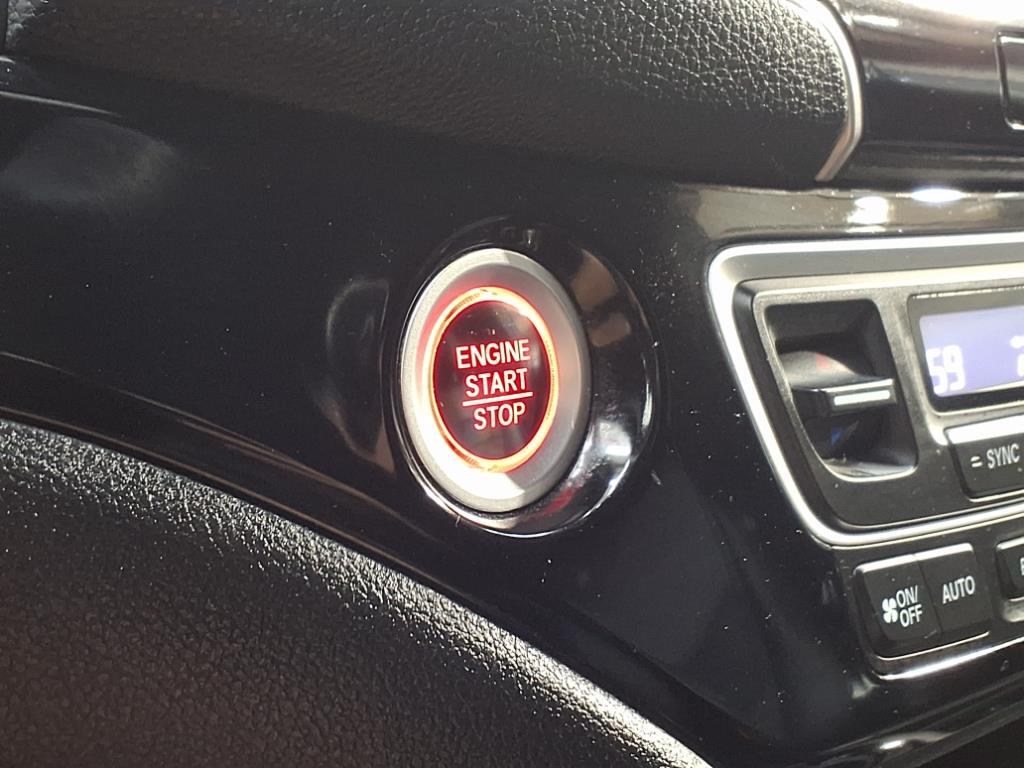 ENGINE
START
STOP
59
SYNC
ON/
OFF
AUTO